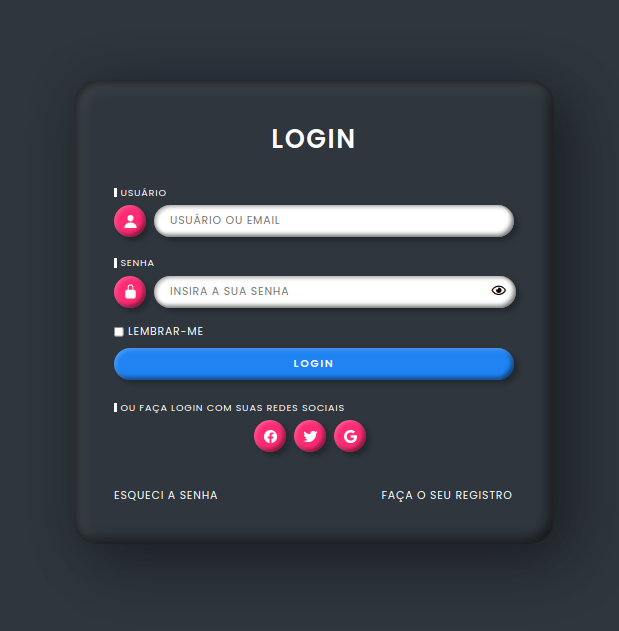 LOGIN
USUÁRIO
USUÁRIO OU EMAIL
SENHA
INSIRA A SUA SENHA
LEMBRAR-ME
LOGIN
OU FAÇA LOGIN COM SUAS REDES SOCIAIS
ESQUECI A SENHA FAÇA O SEU REGISTRO